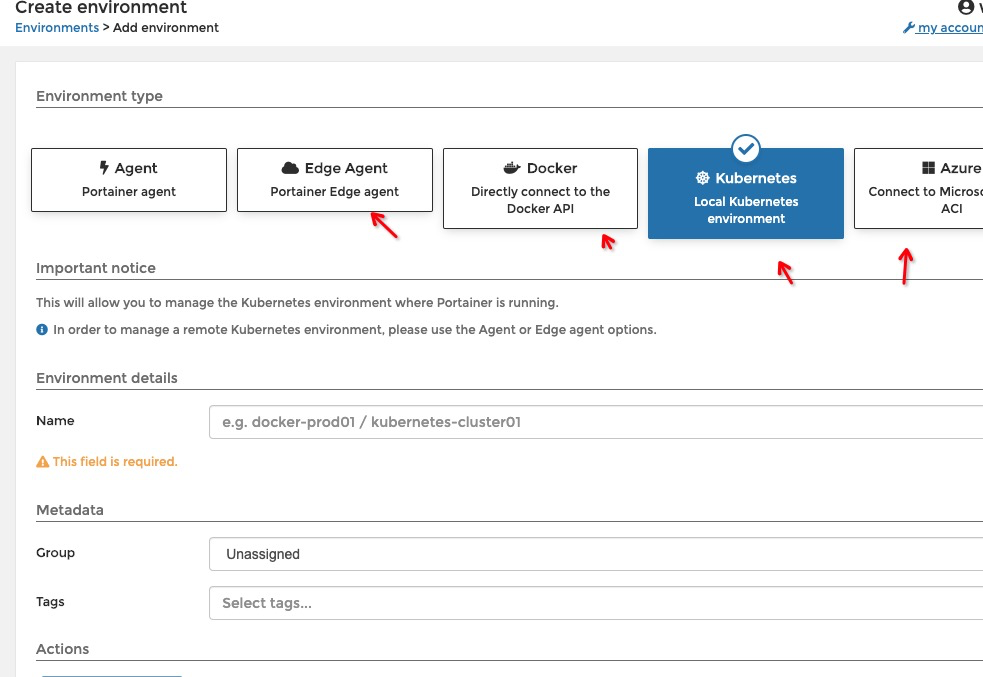 Create environment
Environments > Add environment
my accoun
Environment type
Agent
Portainer agent
Edge Agent
Portainer Edge agent
Docker
Directly connect to the
Docker API
Kubernetes
Local Kubernetes
environment
Azure
Connect to Microso
ACI
Important notice
This will allow you to manage the Kubernetes environment where Portainer is running.
In order to manage a remote Kubernetes environment, please use the Agent or Edge agent options.
Environment details
Name
e.g. docker-prod01 / kubernetes-cluster01
This field is required.
Metadata
Group
Unassigned
Tags
Select tags...
Actions